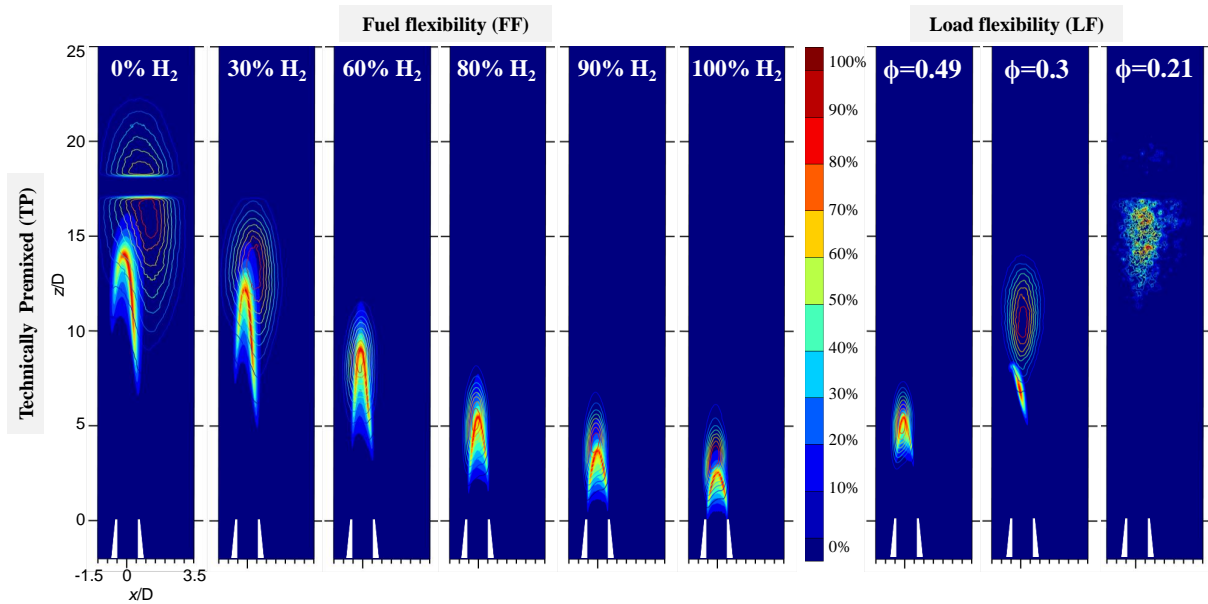 Fuel flexibility (FF)
Load flexibility (LF)
Technically Premixed (TP)
0% H₂
30% H₂
60% H₂
80% H₂
90% H₂
100% H₂
ϕ=0.49
ϕ=0.3
ϕ=0.21
25
20
15
10
5
0
z/D
-1.5 0 3.5
x/D
100%
90%
80%
70%
60%
50%
40%
30%
20%
10%
0%